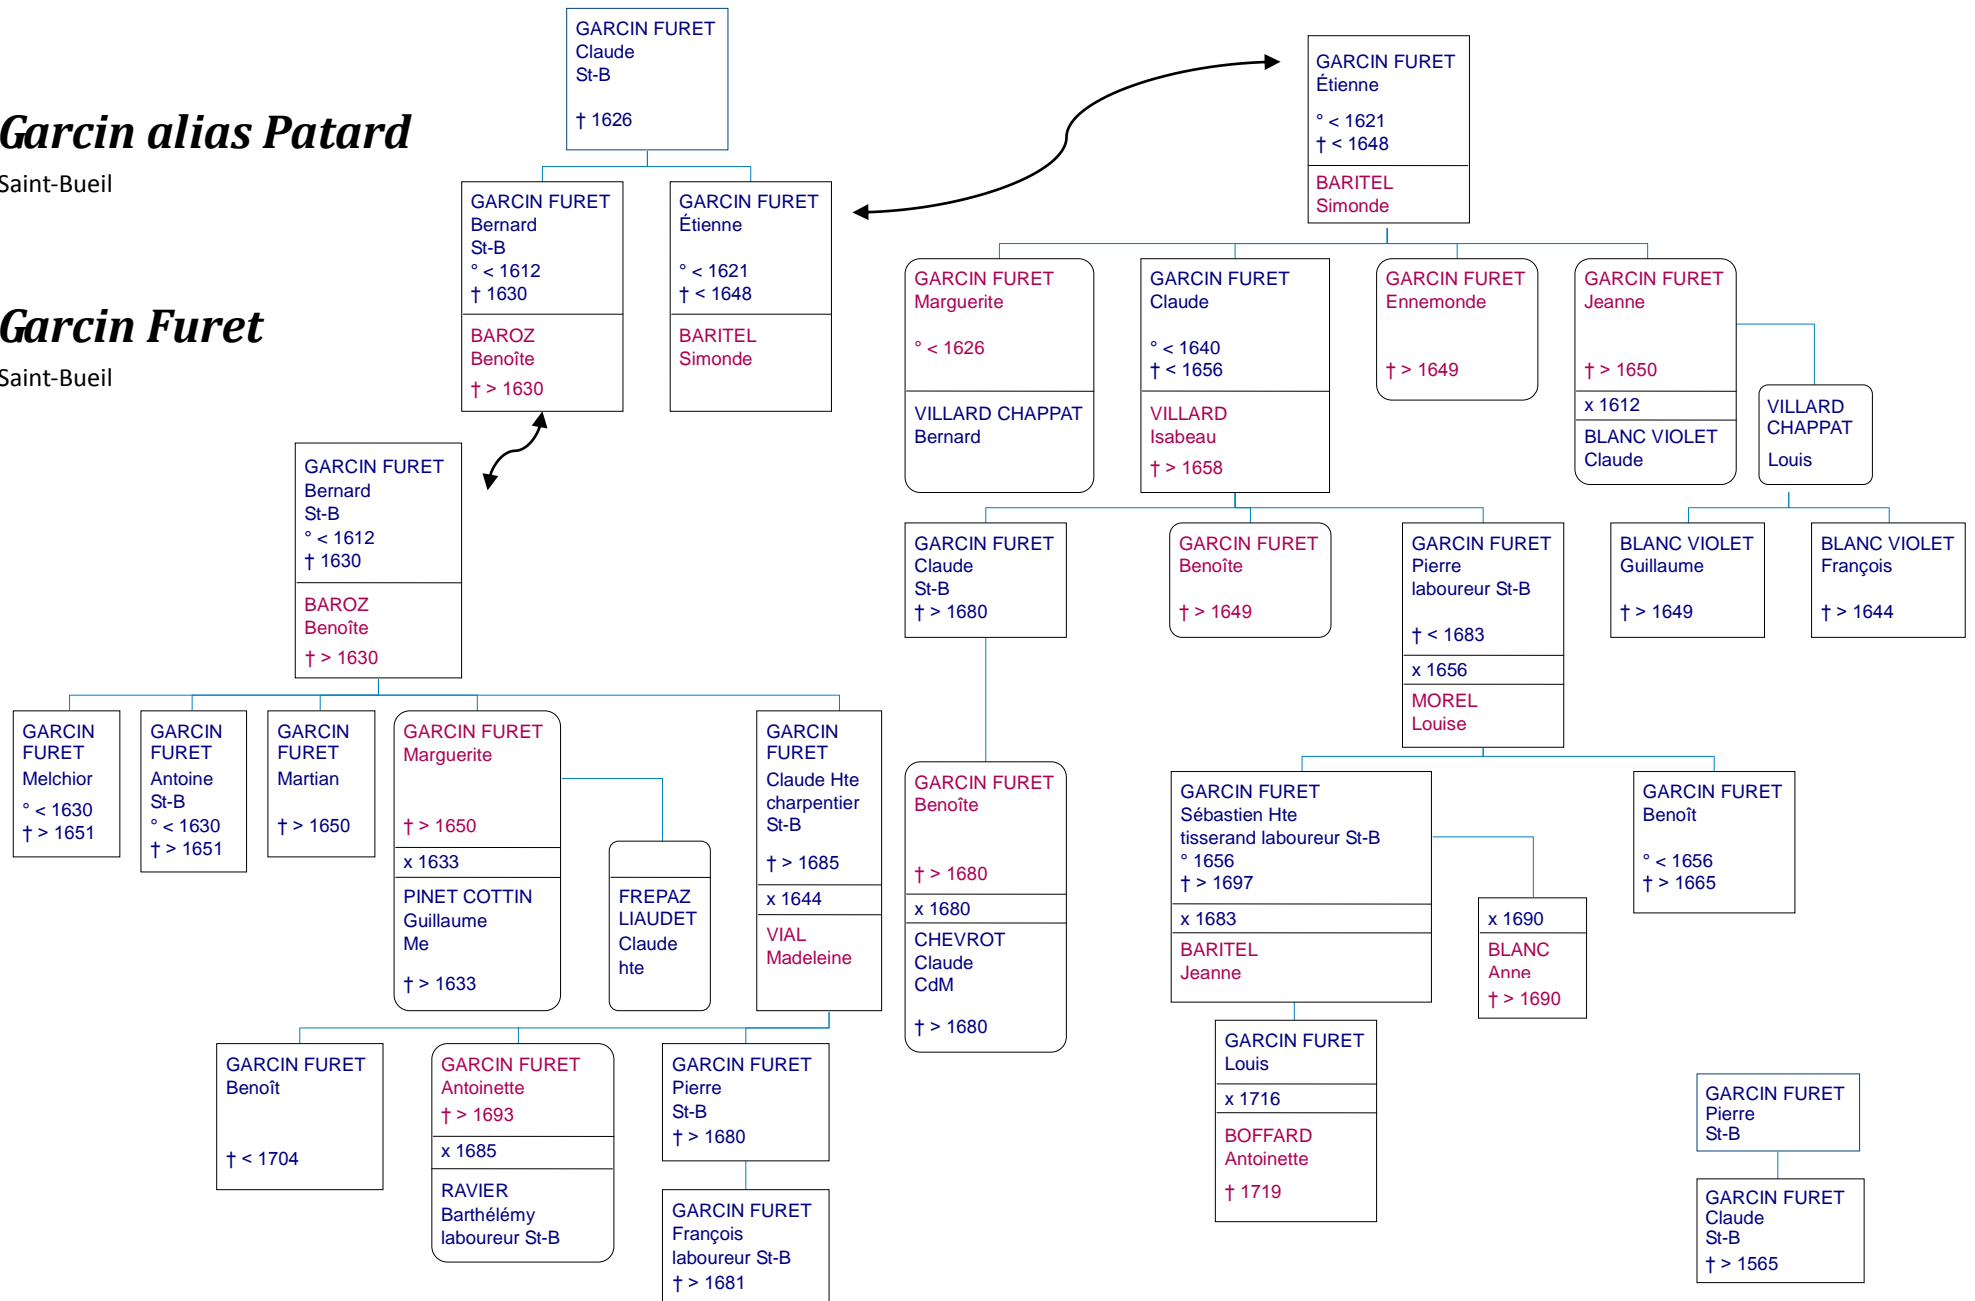 Garcin alias Patard
Saint-Bueil
Garcin Furet
Saint-Bueil
GARCIN FURET
Claude
St-B
† 1626
GARCIN FURET
Bernard
St-B
° < 1612
† 1630
BAROZ
Benoîte
† > 1630
GARCIN FURET
Étienne
° < 1621
† < 1648
BARITEL
Simonde
GARCIN FURET
Étienne
° < 1621
† < 1648
BARITEL
Simonde
GARCIN FURET
Marguerite
° < 1626
VILLARD CHAPPAT
Bernard
GARCIN FURET
Claude
° < 1640
† < 1656
VILLARD
Isabeau
† > 1658
GARCIN FURET
Ennemonde
† > 1649
GARCIN FURET
Jeanne
† > 1650
x 1612
BLANC VIOLET
Claude
VILLARD
CHAPPAT
Louis
GARCIN FURET
Bernard
St-B
° < 1612
† 1630
BAROZ
Benoîte
† > 1630
GARCIN FURET
Claude
St-B
† > 1680
GARCIN FURET
Benoîte
† > 1649
GARCIN FURET
Pierre
laboureur St-B
† < 1683
x 1656
MOREL
Louise
BLANC VIOLET
Guillaume
† > 1649
BLANC VIOLET
François
† > 1644
GARCIN
FURET
Melchior
° < 1630
† > 1651
GARCIN
FURET
Antoine
St-B
° < 1630
† > 1651
GARCIN
FURET
Martian
† > 1650
GARCIN FURET
Marguerite
† > 1650
x 1633
PINET COTTIN
Guillaume
Me
† > 1633
FREPAZ
LIAUDET
Claude
hte
GARCIN
FURET
Claude Hte
charpentier
St-B
† > 1685
x 1644
VIAL
Madeleine
GARCIN FURET
Benoîte
† > 1680
x 1680
CHEVROT
Claude
CdM
† > 1680
GARCIN FURET
Sébastien Hte
tisserand laboureur St-B
° 1656
† > 1697
x 1683
BARITEL
Jeanne
x 1690
BLANC
Anne
† > 1690
GARCIN FURET
Benoît
° < 1656
† > 1665
GARCIN FURET
Benoît
† < 1704
GARCIN FURET
Antoinette
† > 1693
x 1685
RAVIER
Barthélémy
laboureur St-B
GARCIN FURET
Pierre
St-B
† > 1680
GARCIN FURET
François
laboureur St-B
† > 1681
GARCIN FURET
Louis
x 1716
BOFFARD
Antoinette
† 1719
GARCIN FURET
Pierre
St-B
GARCIN FURET
Claude
St-B
† > 1565